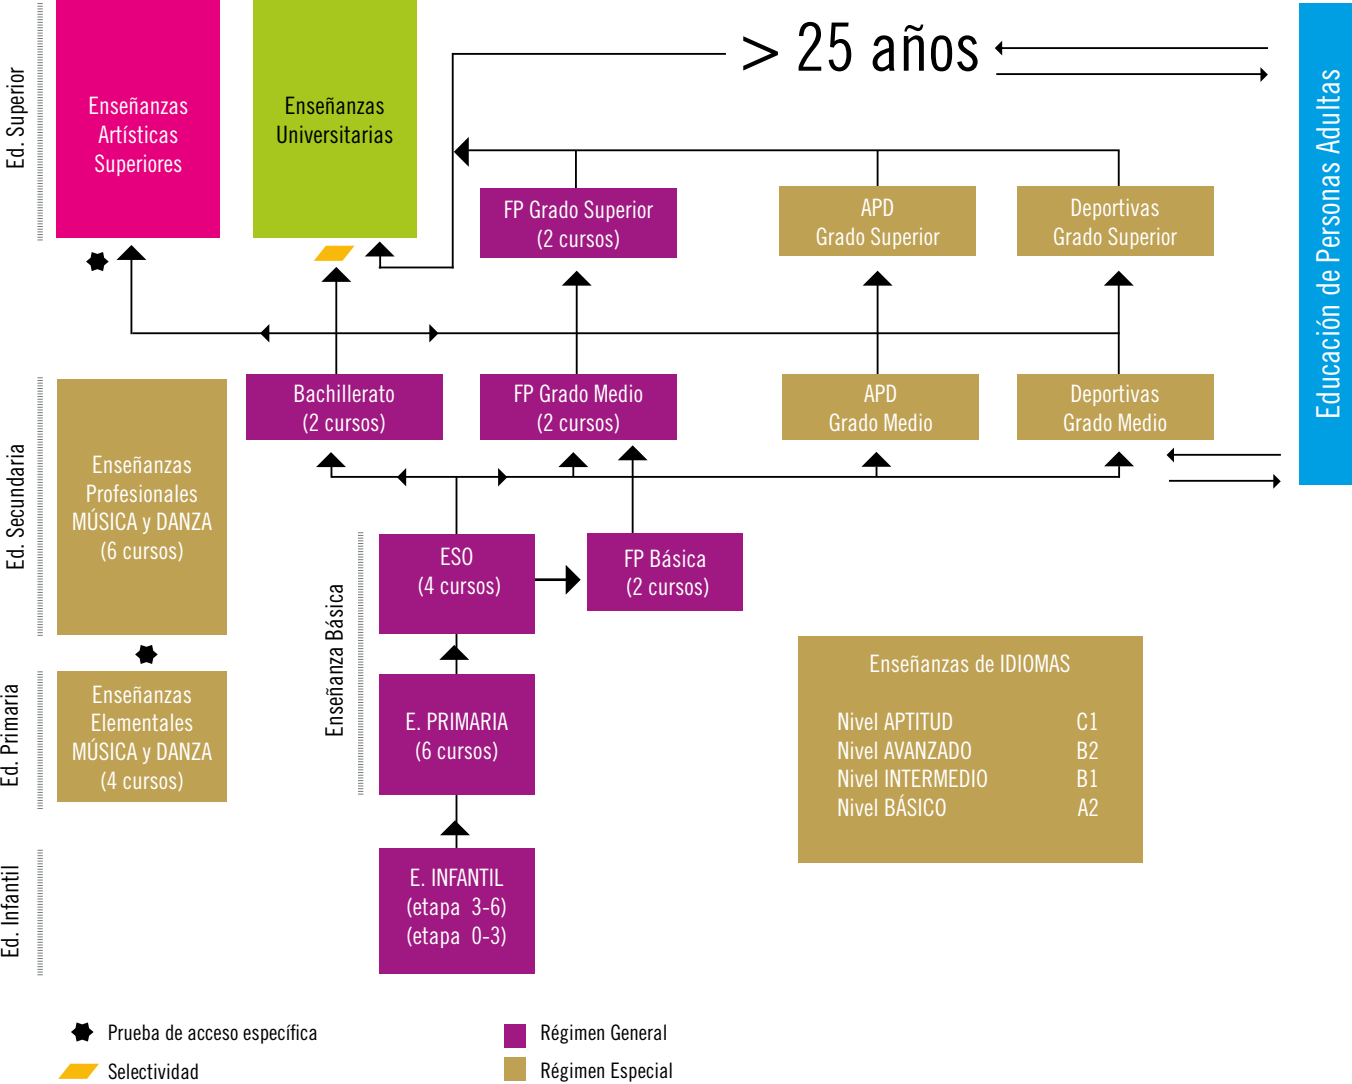 Ed. Superior
Enseñanzas
Artísticas
Superiores
Enseñanzas
Universitarias
> 25 años
Educación de Personas Adultas
FP Grado Superior
(2 cursos)
APD
Grado Superior
Deportivas
Grado Superior
Ed. Secundaria
Enseñanzas
Profesionales
MÚSICA y DANZA
(6 cursos)
Bachillerato
(2 cursos)
FP Grado Medio
(2 cursos)
APD
Grado Medio
Deportivas
Grado Medio
Enseñanza Básica
ESO
(4 cursos)
FP Básica
(2 cursos)
Ed. Primaria
Enseñanzas
Elementales
MÚSICA y DANZA
(4 cursos)
E. PRIMARIA
(6 cursos)
Enseñanzas de IDIOMAS
Nivel APTITUD C1
Nivel AVANZADO B2
Nivel INTERMEDIO B1
Nivel BÁSICO A2
Ed. Infantil
E. INFANTIL
(etapa 3-6)
(etapa 0-3)
Prueba de acceso específica
Selectividad
Régimen General
Régimen Especial